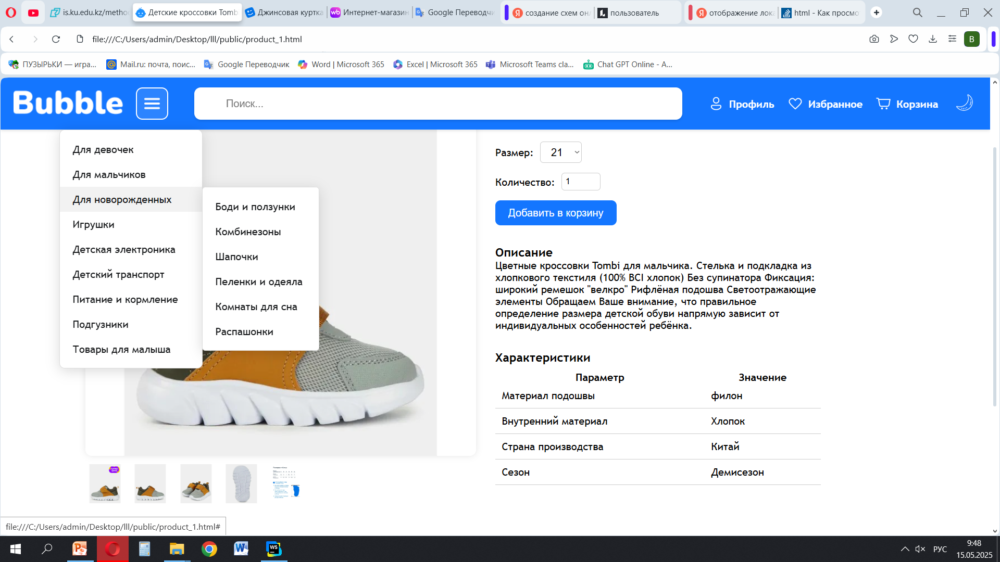 is.ku.edu.kz/metho
Детские кроссовки Tomb
Джинсовая куртка
Интернет-магазин
Google Переводчи
создание схем онл
пользователь
отображение лока
html - Как просмо
file:///C:/Users/admin/Desktop/lll/public/product_1.html
B
ПУЗЫРЬКИ — игра...
Mail.ru: почта, поис...
Google Переводчик
Word | Microsoft 365
Excel | Microsoft 365
Microsoft Teams cla...
Chat GPT Online - A...
Bubble
Поиск...
Профиль
Избранное
Корзина
Для девочек
Для мальчиков
Для новорожденных
Игрушки
Детская электроника
Детский транспорт
Питание и кормление
Подгузники
Товары для малыша
Боди и ползунки
Комбинезоны
Шапочки
Пеленки и одеяла
Комнаты для сна
Распашонки
Размер: 21
Количество: 1
Добавить в корзину
Описание
Цветные кроссовки Tombi для мальчика. Стелька и подкладка из
хлопкового текстиля (100% BCI хлопок) Без супинатора Фиксация:
широкий ремешок "велкро" Рифлёная подошва Светоотражающие
элементы Обращаем Ваше внимание, что правильное
определение размера детской обуви напрямую зависит от
индивидуальных особенностей ребёнка.
Характеристики
Параметр Значение
Материал подошвы филон
Внутренний материал Хлопок
Страна производства Китай
Сезон Демисезон
file:///C:/Users/admin/Desktop/lll/public/product_1.html#
РУС
9:48
15.05.2025